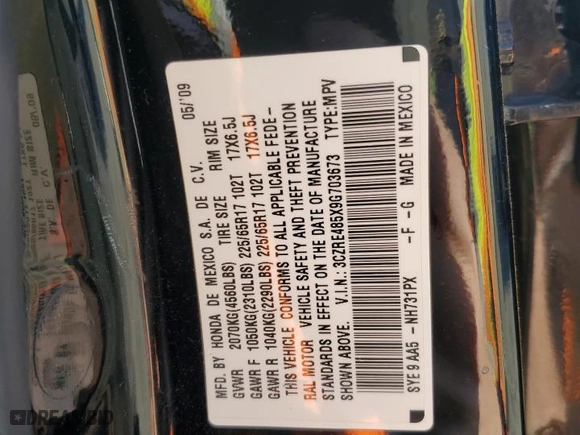 MFD. BY HONDA DE MEXICO S.A. DE C.V. 05/'09
GVWR 2070KG(4560LBS) TIRE SIZE RIM SIZE
GAWR F 1050KG(2310LBS) 225/65R17 102T 17X6.5J
GAWR R 1040KG(2290LBS) 225/65R17 102T 17X6.5J
THIS VEHICLE CONFORMS TO ALL APPLICABLE FEDE-
RAL MOTOR VEHICLE SAFETY AND THEFT PREVENTION
STANDARDS IN EFFECT ON THE DATE OF MANUFACTURE
SHOWN ABOVE. V.I.N.: 3CZRE485X9G703673 TYPE:MPV
SYE9AA5 -NH731PX -F -G MADE IN MEXICO
DREAMBID